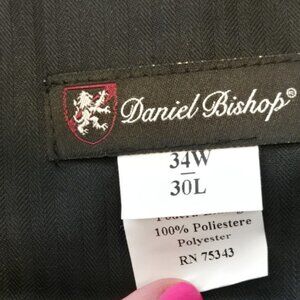 Daniel Bishop®
34W
30L
100% Poliestere
Polyester
RN 75343